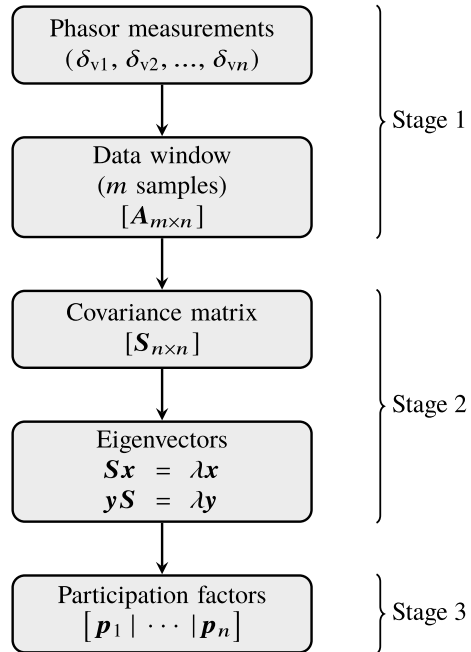 Phasor measurements
(δv1, δv2, ..., δvn)
Stage 1
Data window
(m samples)
[Am×n]
Covariance matrix
[Sn×n]
Stage 2
Eigenvectors
Sx = λx
yS = λy
Participation factors
[p1 | ··· | pn]
Stage 3